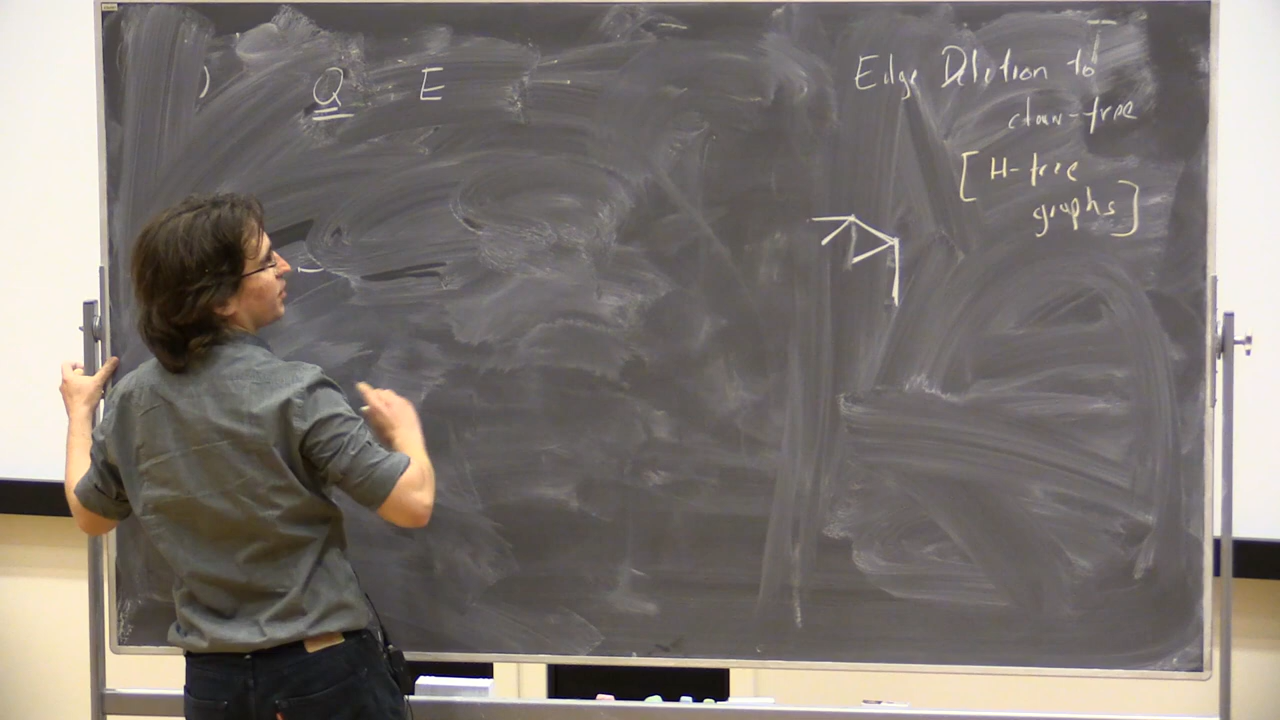 ) Q E
Edge Deletion to
claw-free
[H-free
graphs]